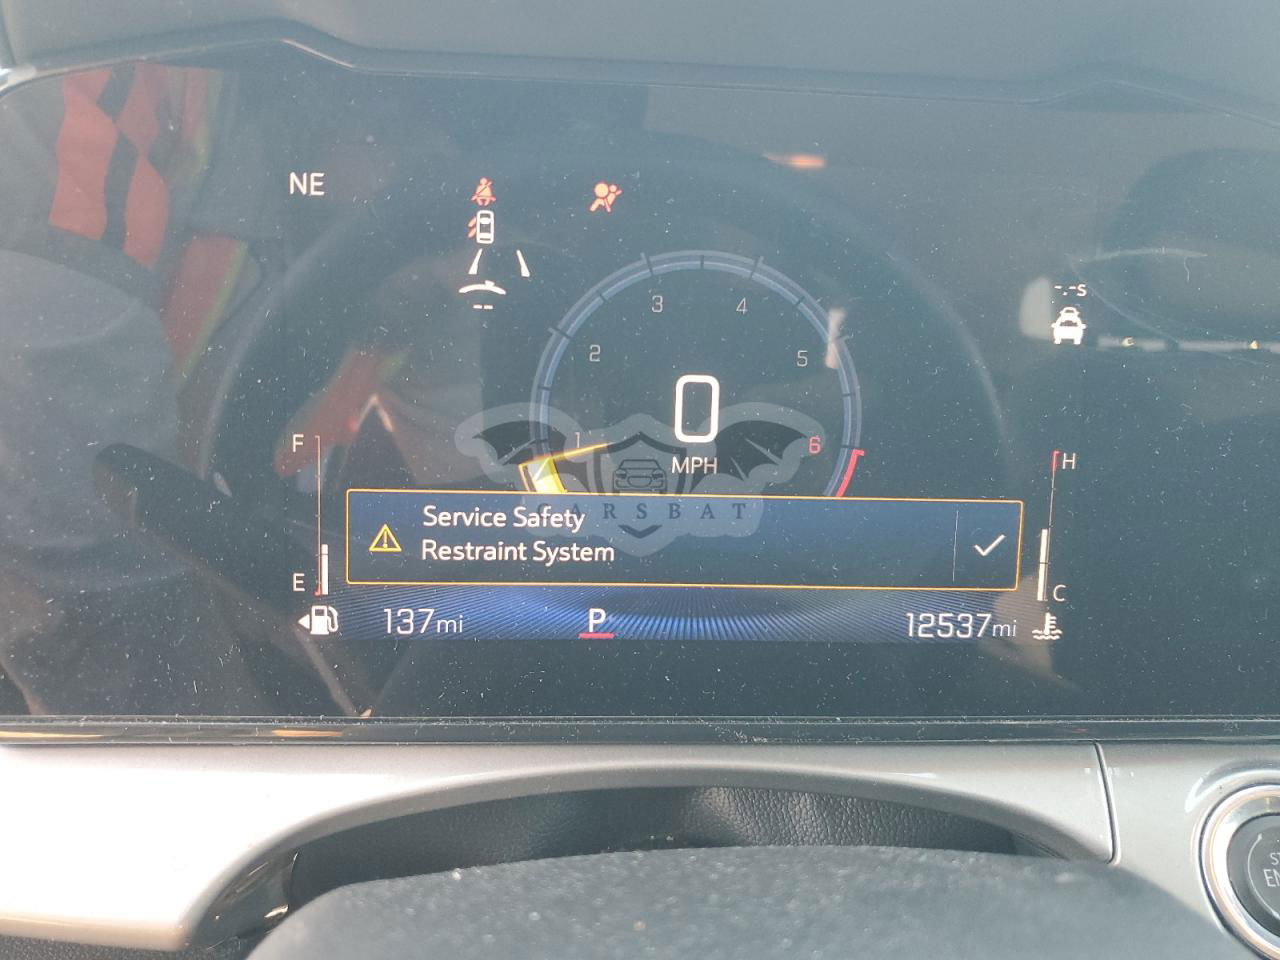 NE
-.-s
3
4
2
5
0
1
6
MPH
F
H
CARSBAT
Service Safety
Restraint System
E
C
137mi
P
12537mi